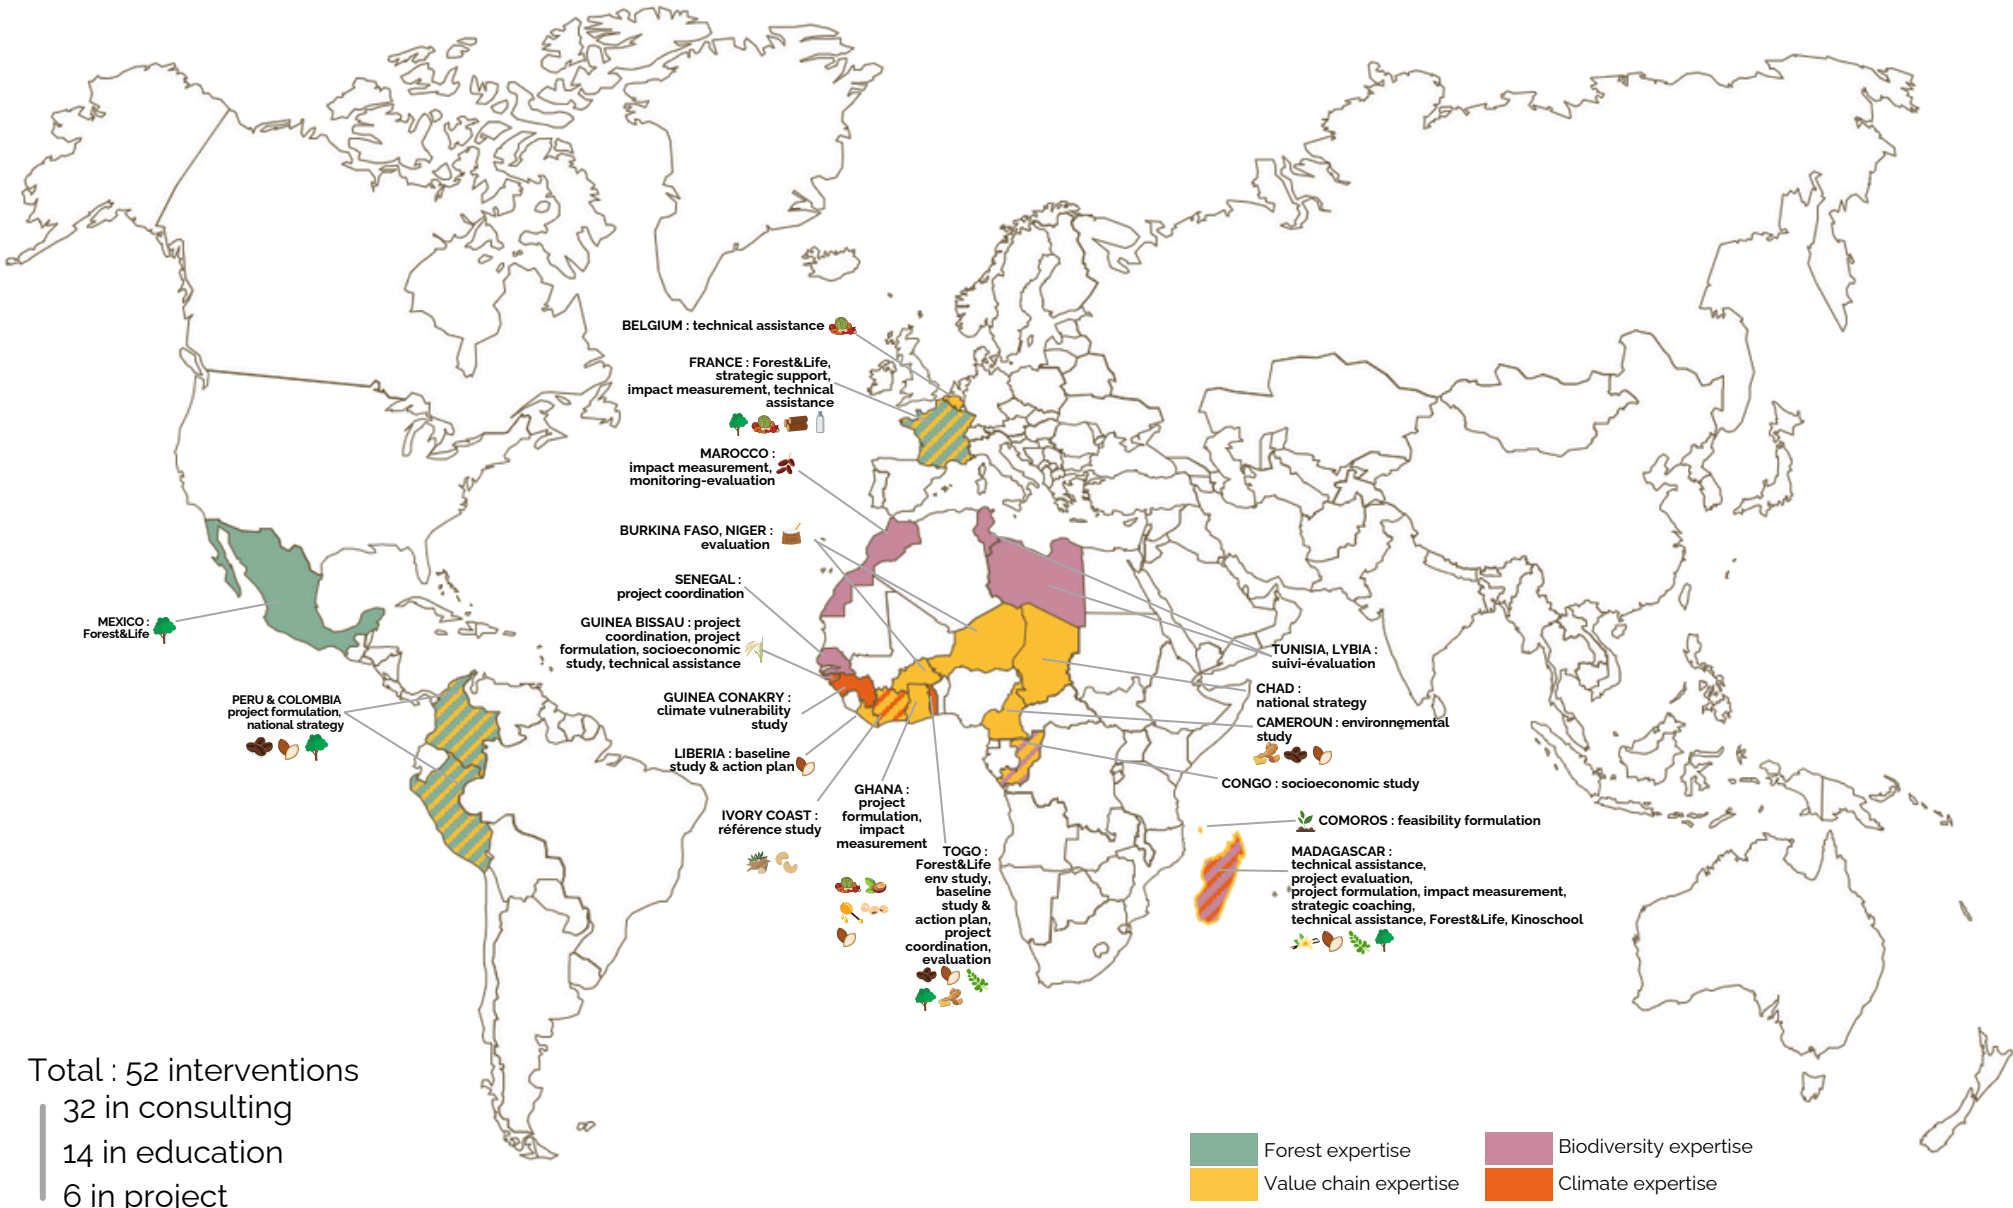 BELGIUM : technical assistance
FRANCE : Forest&Life,
strategic support,
impact measurement, technical
assistance
MAROCCO :
impact measurement,
monitoring-evaluation
BURKINA FASO, NIGER :
evaluation
SENEGAL :
project coordination
GUINEA BISSAU : project
coordination, project
formulation, socioeconomic
study, technical assistance
GUINEA CONAKRY :
climate vulnerability
study
LIBERIA : baseline
study & action plan
IVORY COAST :
référence study
GHANA :
project
formulation,
impact
measurement
TOGO :
Forest&Life
env study,
baseline
study &
action plan,
project
coordination,
evaluation
MEXICO :
Forest&Life
PERU & COLOMBIA
project formulation,
national strategy
TUNISIA, LYBIA :
suivi-évaluation
CHAD :
national strategy
CAMEROUN : environnemental
study
CONGO : socioeconomic study
COMOROS : feasibility formulation
MADAGASCAR :
technical assistance,
project evaluation,
project formulation, impact measurement,
strategic coaching,
technical assistance, Forest&Life, Kinoschool
Total : 52 interventions
32 in consulting
14 in education
6 in project
Forest expertise
Value chain expertise
Biodiversity expertise
Climate expertise